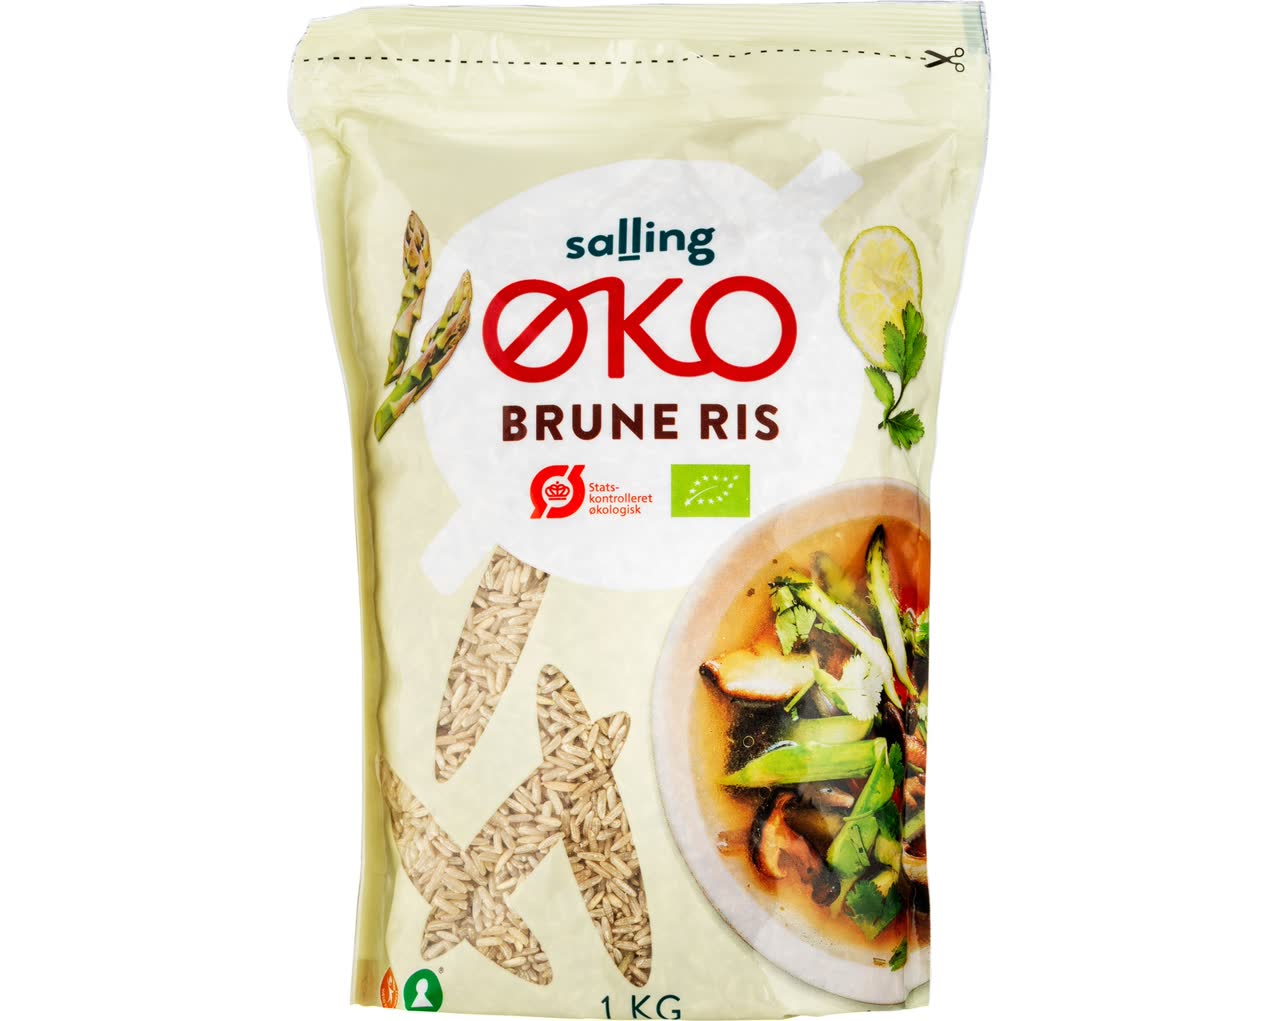 salling
ØKO
BRUNE RIS
Stats-
kontrolleret
økologisk
®
1 KG